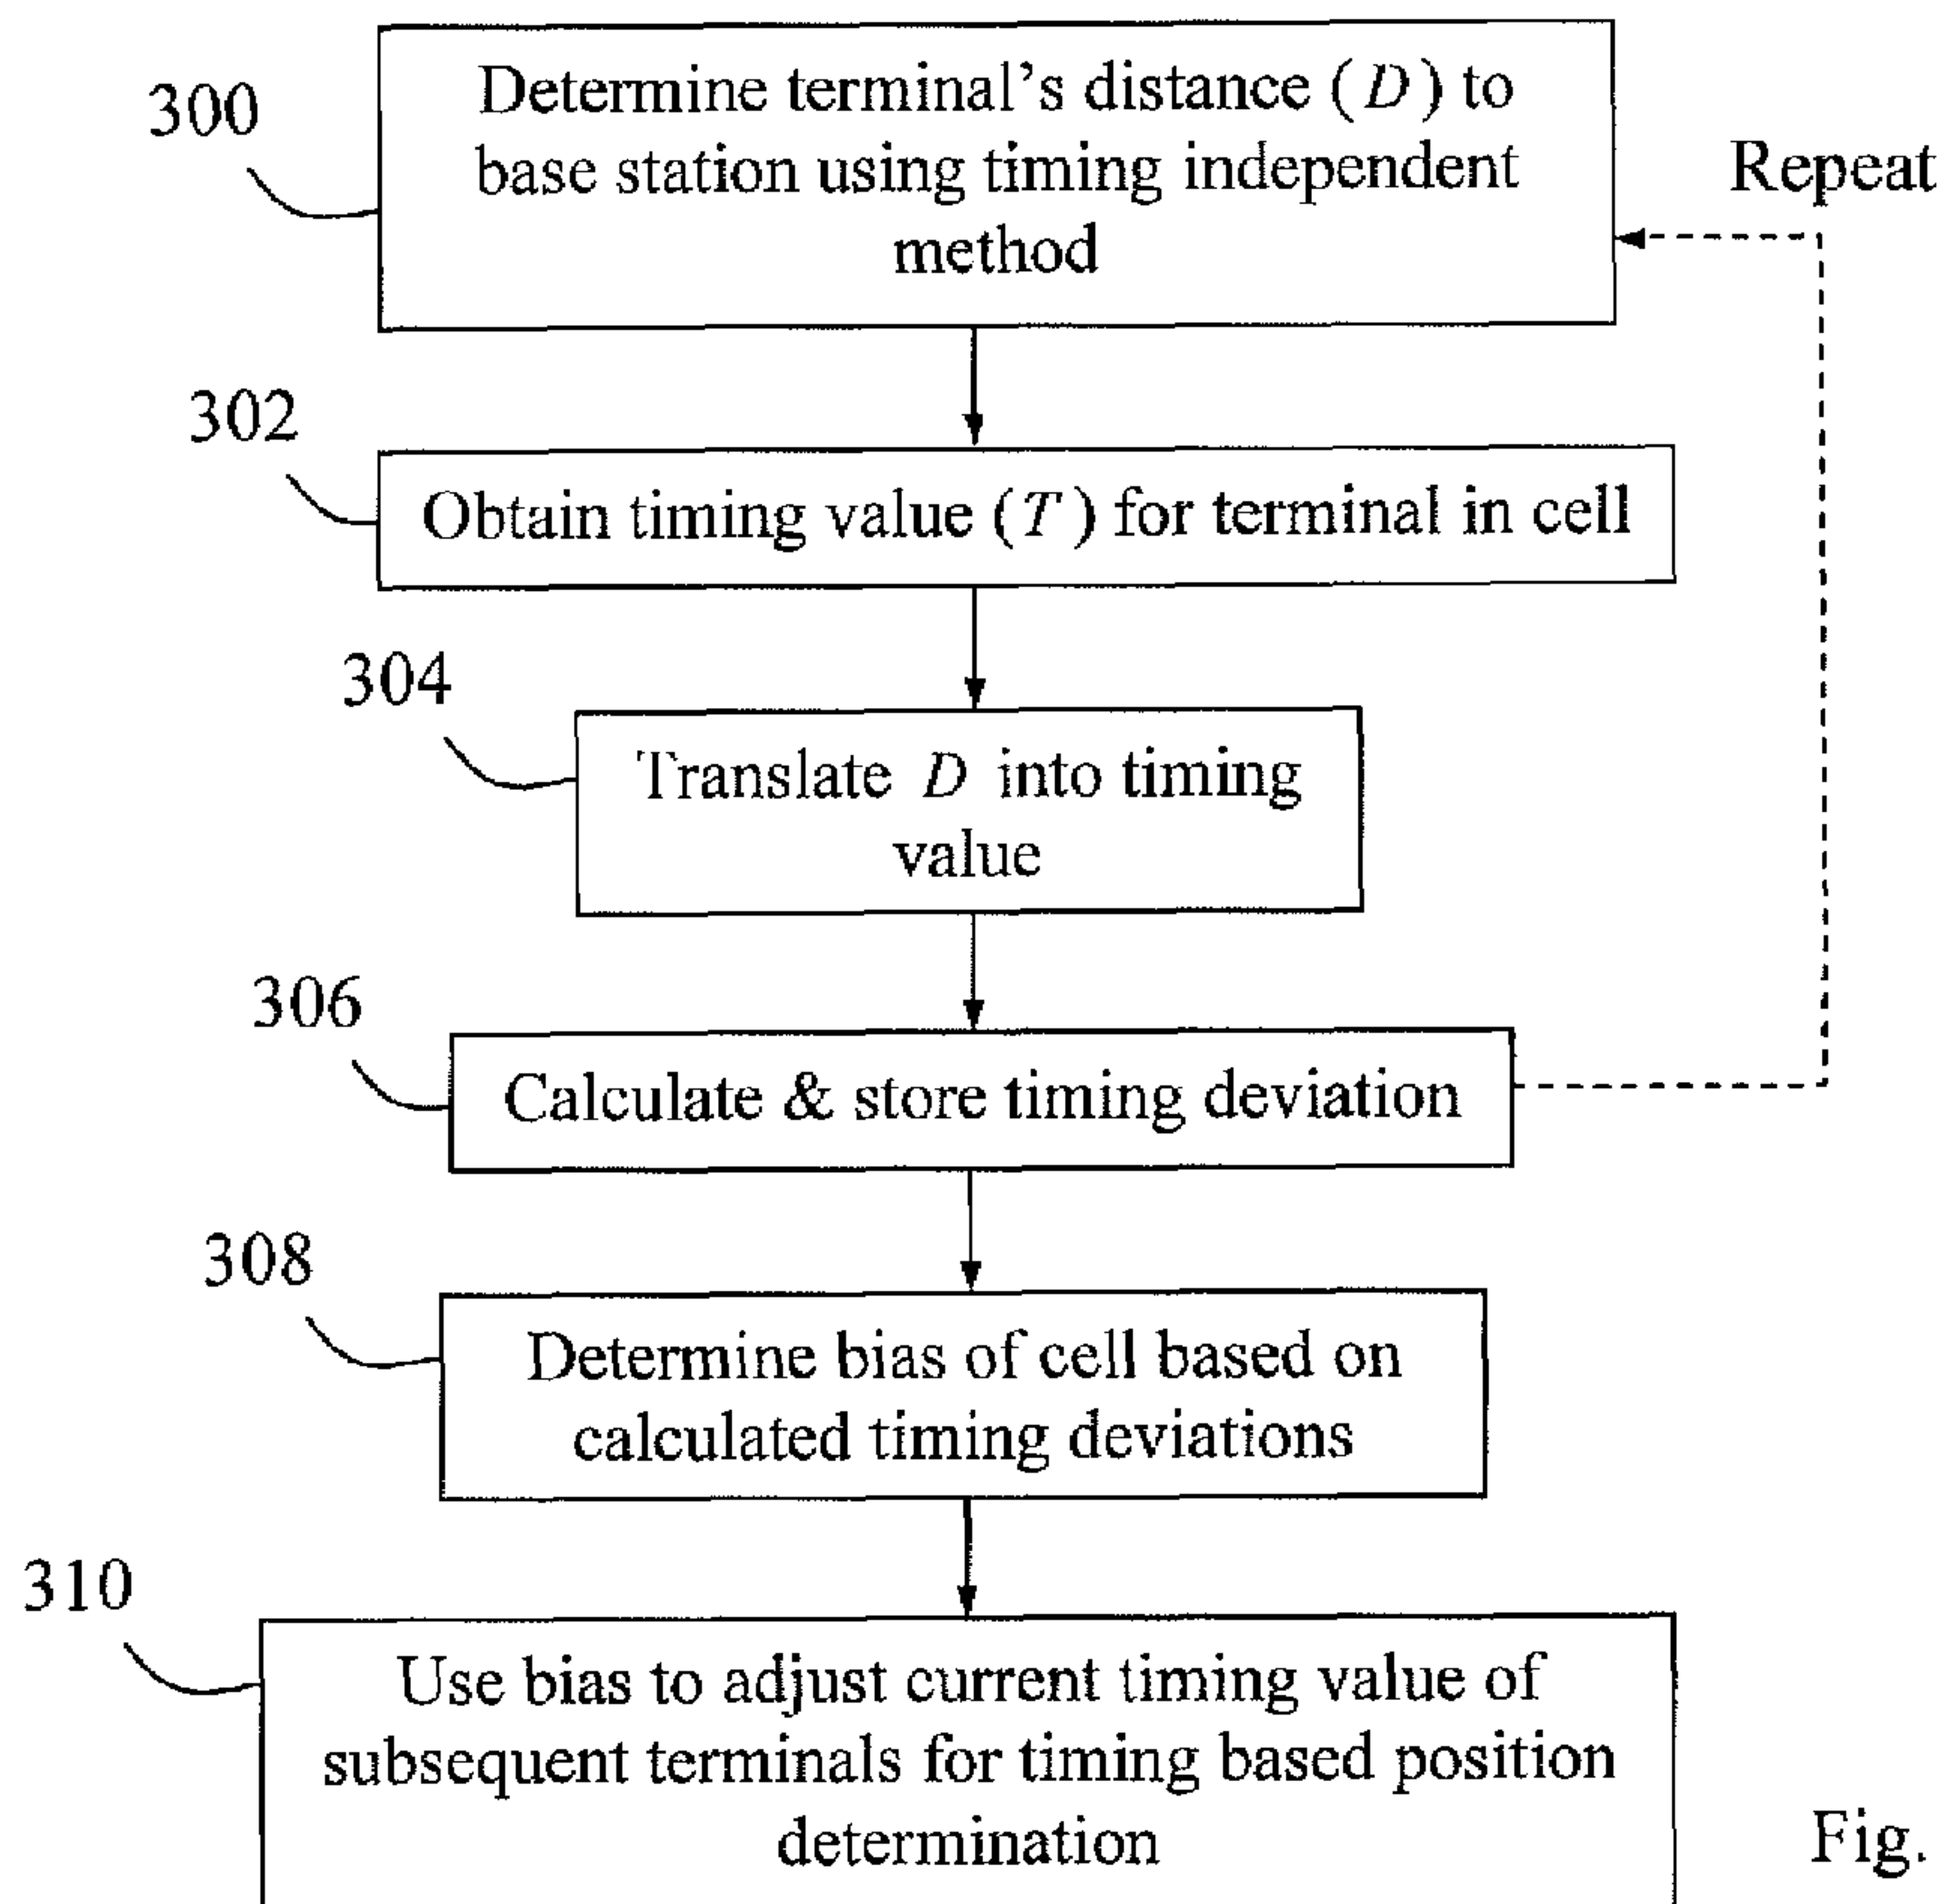 300
Determine terminal's distance (D) to
base station using timing independent
method
Repeat
302
Obtain timing value (T) for terminal in cell
304
Translate D into timing
value
306
Calculate & store timing deviation
308
Determine bias of cell based on
calculated timing deviations
310
Use bias to adjust current timing value of
subsequent terminals for timing based position
determination
Fig.